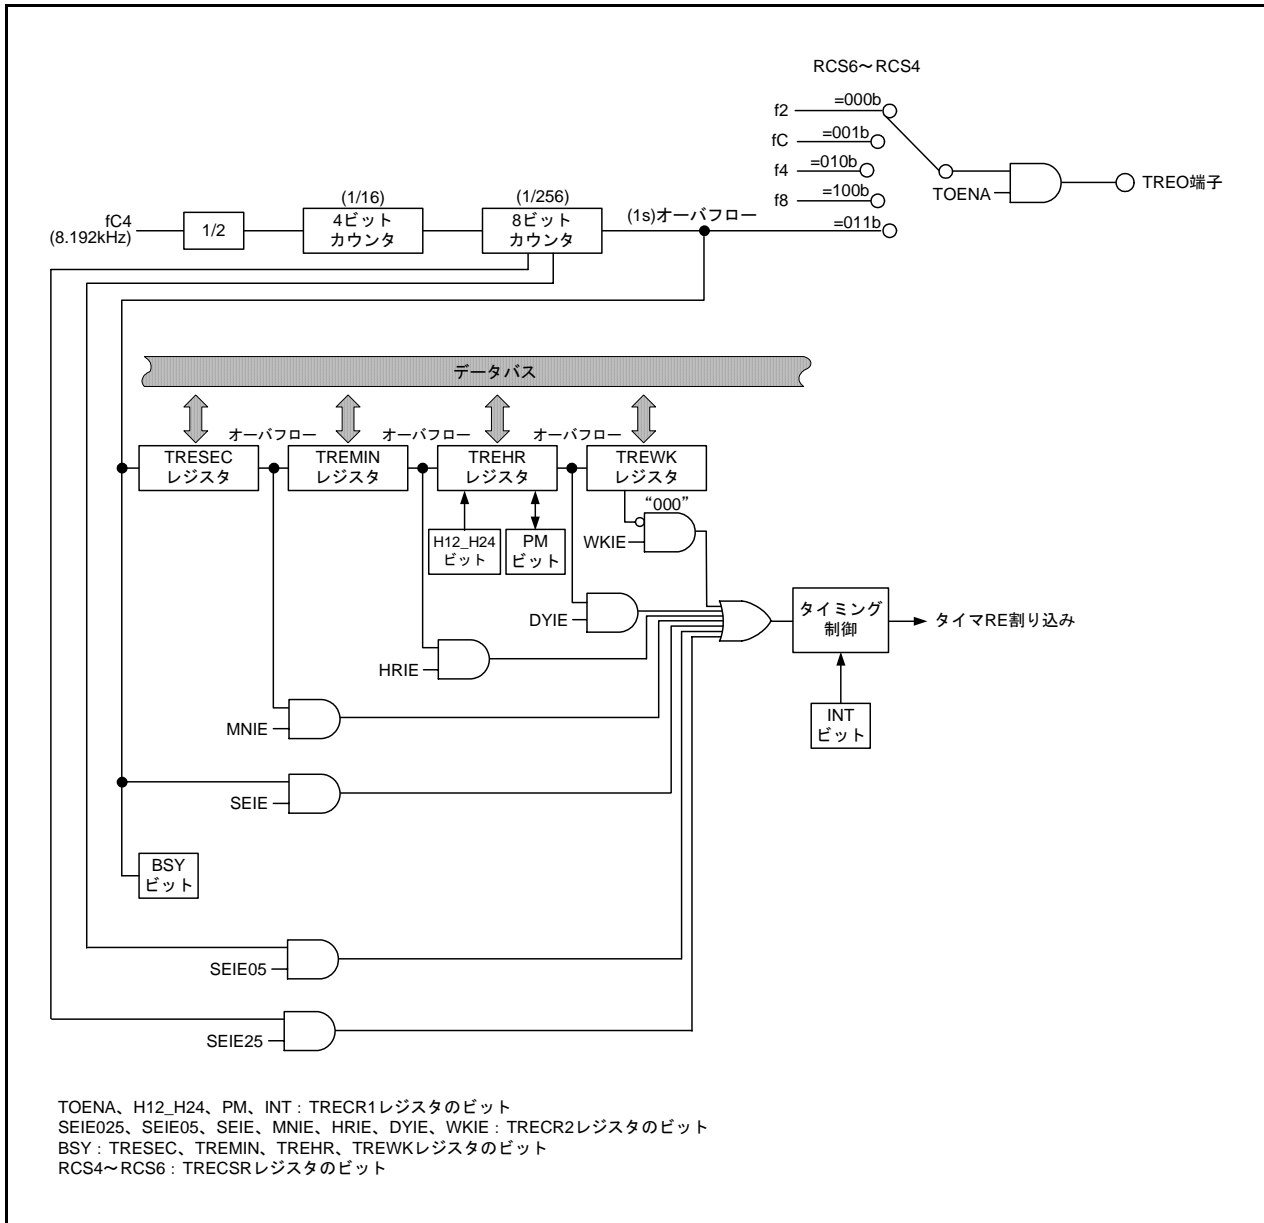 RCS6～RCS4
f2 =000b
fC =001b
f4 =010b
f8 =100b
=011b
TOENA
TREO端子
fC4
(8.192kHz)
1/2
(1/16)
4ビット
カウンタ
(1/256)
8ビット
カウンタ
(1s)オーバフロー
データバス
オーバフロー
オーバフロー
オーバフロー
TRESEC
レジスタ
TREMIN
レジスタ
TREHR
レジスタ
TREWK
レジスタ
H12_H24
ビット
PM
ビット
“000”
WKIE
DYIE
HRIE
MNIE
SEIE
タイミング
制御
タイマRE割り込み
INT
ビット
BSY
ビット
SEIE05
SEIE25
TOENA、H12_H24、PM、INT：TRECR1レジスタのビット
SEIE025、SEIE05、SEIE、MNIE、HRIE、DYIE、WKIE：TRECR2レジスタのビット
BSY：TRESEC、TREMIN、TREHR、TREWKレジスタのビット
RCS4～RCS6：TRECSRレジスタのビット